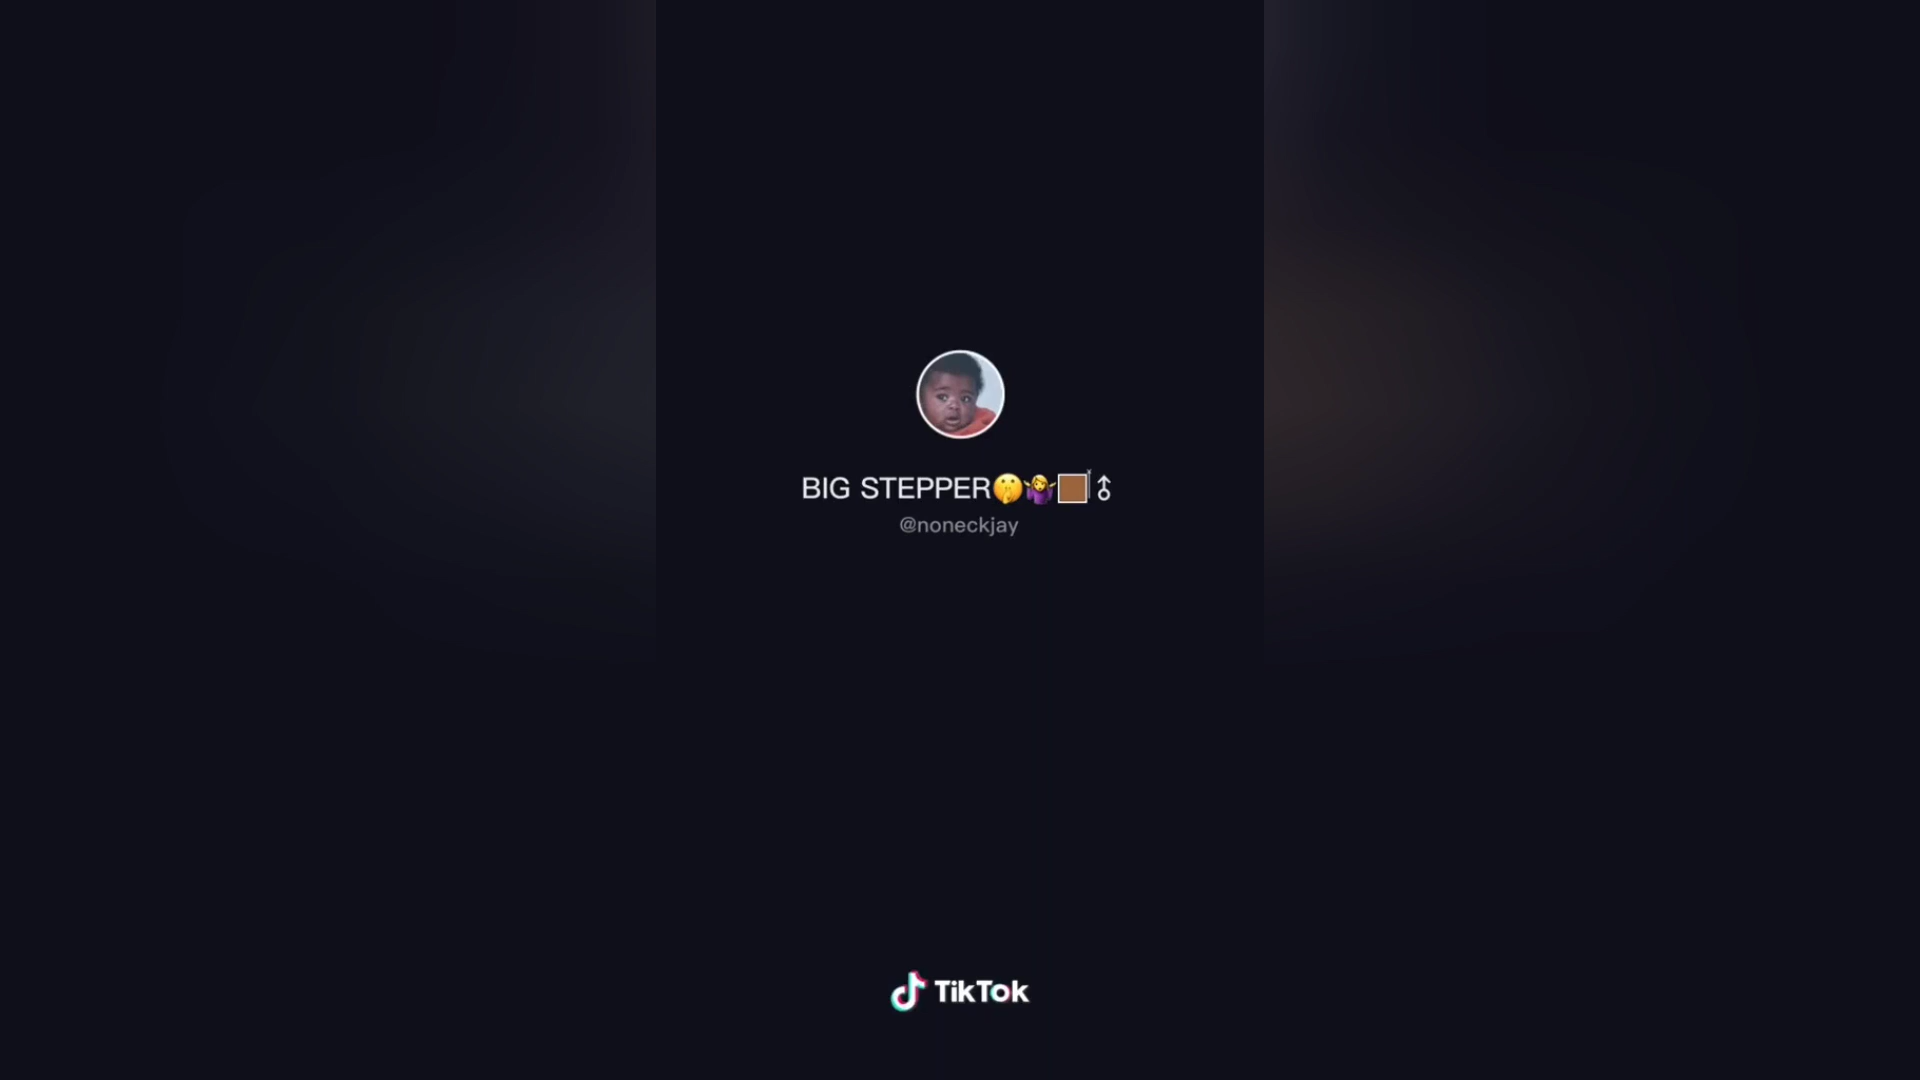 BIG STEPPER🤫🤷‍♀️🏾⚦
@noneckjay
TikTok